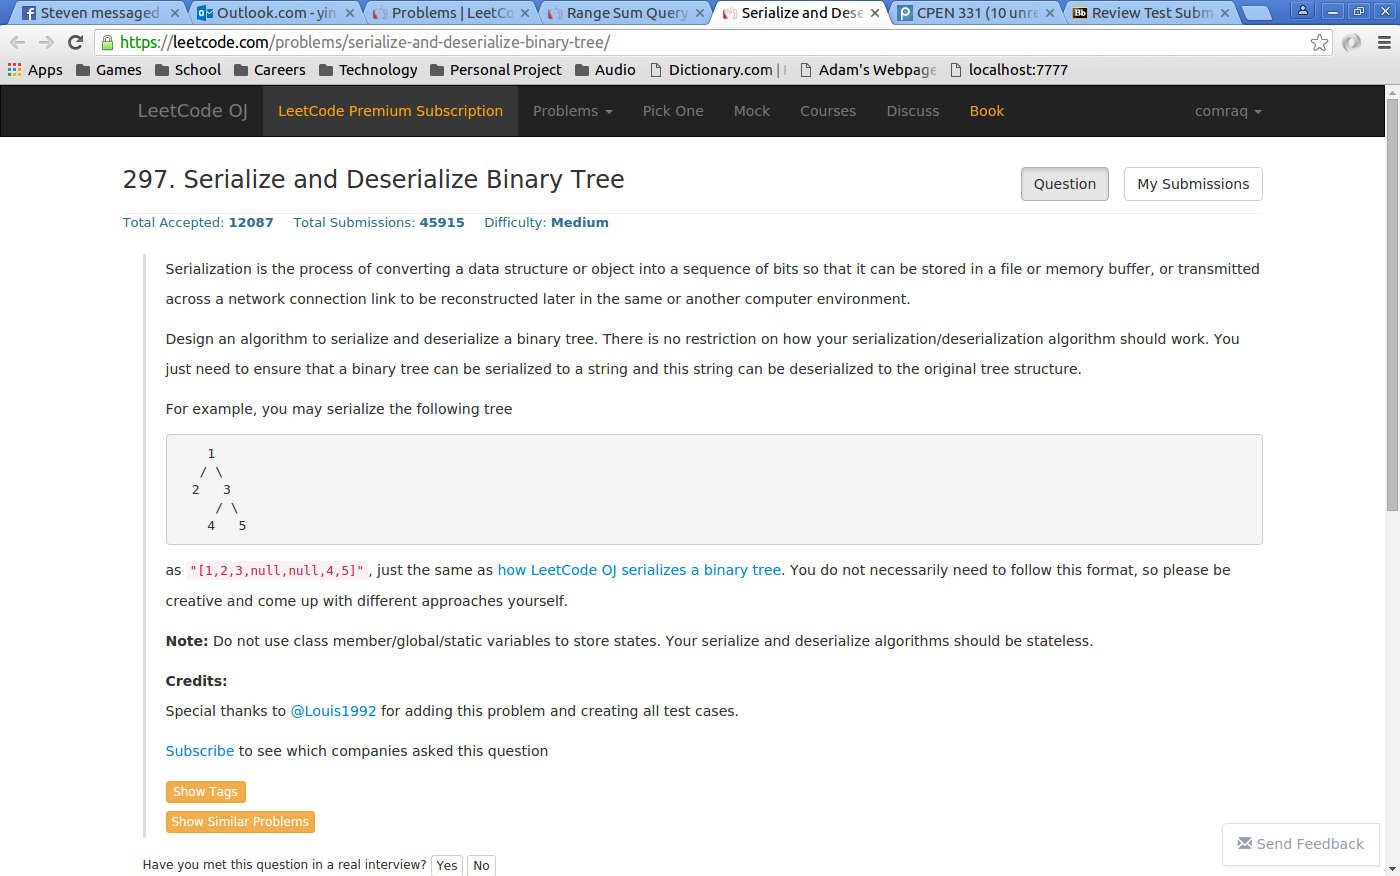 Steven messaged
Outlook.com - yin
Problems | LeetCo
Range Sum Query
Serialize and Dese
CPEN 331 (10 unre
Review Test Subm
https://leetcode.com/problems/serialize-and-deserialize-binary-tree/
Apps Games School Careers Technology Personal Project Audio Dictionary.com | Adam's Webpage localhost:7777
LeetCode OJ LeetCode Premium Subscription Problems Pick One Mock Courses Discuss Book comraq
297. Serialize and Deserialize Binary Tree
Question My Submissions
Total Accepted: 12087 Total Submissions: 45915 Difficulty: Medium
Serialization is the process of converting a data structure or object into a sequence of bits so that it can be stored in a file or memory buffer, or transmitted
across a network connection link to be reconstructed later in the same or another computer environment.
Design an algorithm to serialize and deserialize a binary tree. There is no restriction on how your serialization/deserialization algorithm should work. You
just need to ensure that a binary tree can be serialized to a string and this string can be deserialized to the original tree structure.
For example, you may serialize the following tree
1
/ \
2 3
/ \
4 5
as "[1,2,3,null,null,4,5]", just the same as how LeetCode OJ serializes a binary tree. You do not necessarily need to follow this format, so please be
creative and come up with different approaches yourself.
Note: Do not use class member/global/static variables to store states. Your serialize and deserialize algorithms should be stateless.
Credits:
Special thanks to @Louis1992 for adding this problem and creating all test cases.
Subscribe to see which companies asked this question
Show Tags
Show Similar Problems
Send Feedback
Have you met this question in a real interview? Yes No